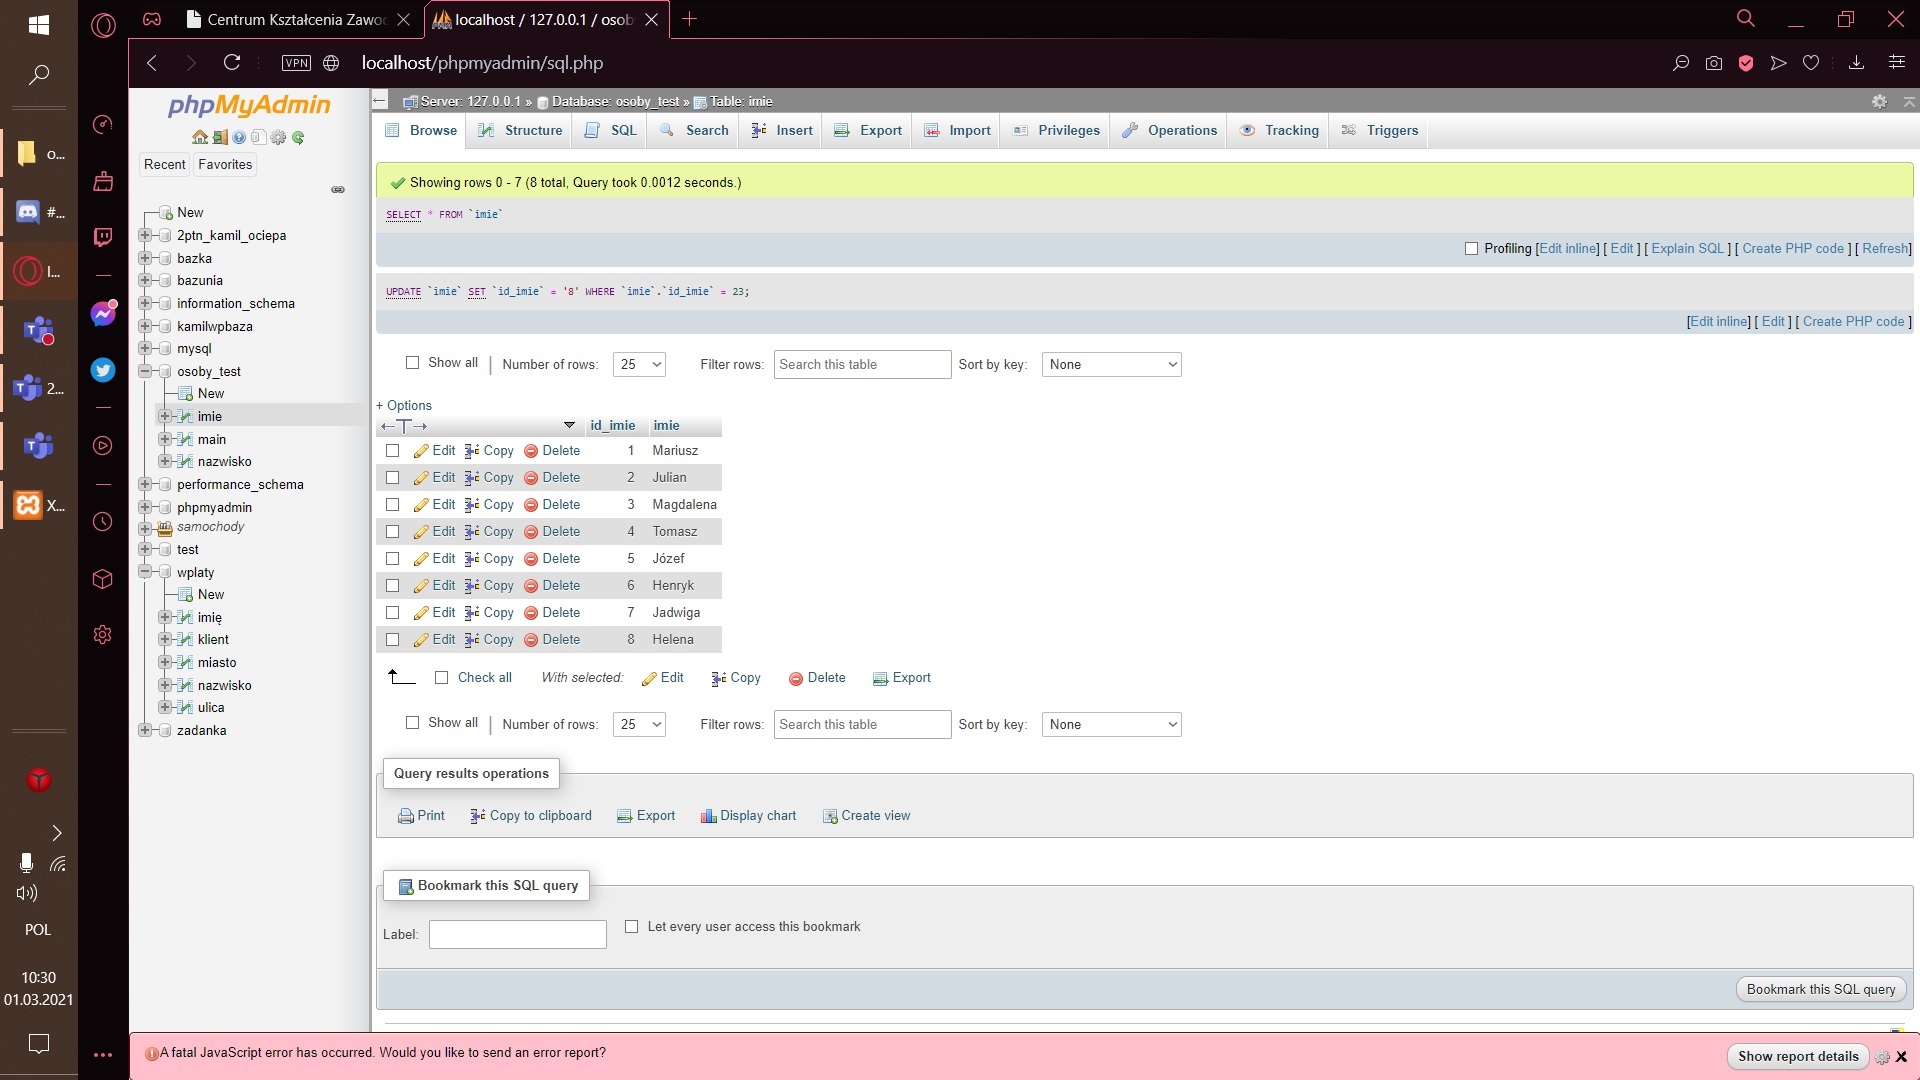 Centrum Kształcenia Zawod
localhost / 127.0.0.1 / osob
VPN
localhost/phpmyadmin/sql.php
o...
#...
I...
2...
X...
POL
10:30
01.03.2021
phpMyAdmin
Recent
Favorites
New
2ptn_kamil_ociepa
bazka
bazunia
information_schema
kamilwpbaza
mysql
osoby_test
New
imie
main
nazwisko
performance_schema
phpmyadmin
samochody
test
wplaty
New
imię
klient
miasto
nazwisko
ulica
zadanka
Server: 127.0.0.1 » Database: osoby_test » Table: imie
Browse Structure SQL Search Insert Export Import Privileges Operations Tracking Triggers
Showing rows 0 - 7 (8 total, Query took 0.0012 seconds.)
SELECT * FROM `imie`
Profiling [Edit inline] [ Edit ] [ Explain SQL ] [ Create PHP code ] [ Refresh]
UPDATE `imie` SET `id_imie` = '8' WHERE `imie`.`id_imie` = 23;
[Edit inline] [ Edit ] [ Create PHP code ]
Show all | Number of rows: 25 Filter rows: Search this table Sort by key: None
+ Options
←T→ id_imie imie
Edit Copy Delete 1 Mariusz
Edit Copy Delete 2 Julian
Edit Copy Delete 3 Magdalena
Edit Copy Delete 4 Tomasz
Edit Copy Delete 5 Józef
Edit Copy Delete 6 Henryk
Edit Copy Delete 7 Jadwiga
Edit Copy Delete 8 Helena
Check all With selected: Edit Copy Delete Export
Show all | Number of rows: 25 Filter rows: Search this table Sort by key: None
Query results operations
Print Copy to clipboard Export Display chart Create view
Bookmark this SQL query
Label: Let every user access this bookmark
Bookmark this SQL query
A fatal JavaScript error has occurred. Would you like to send an error report?
Show report details